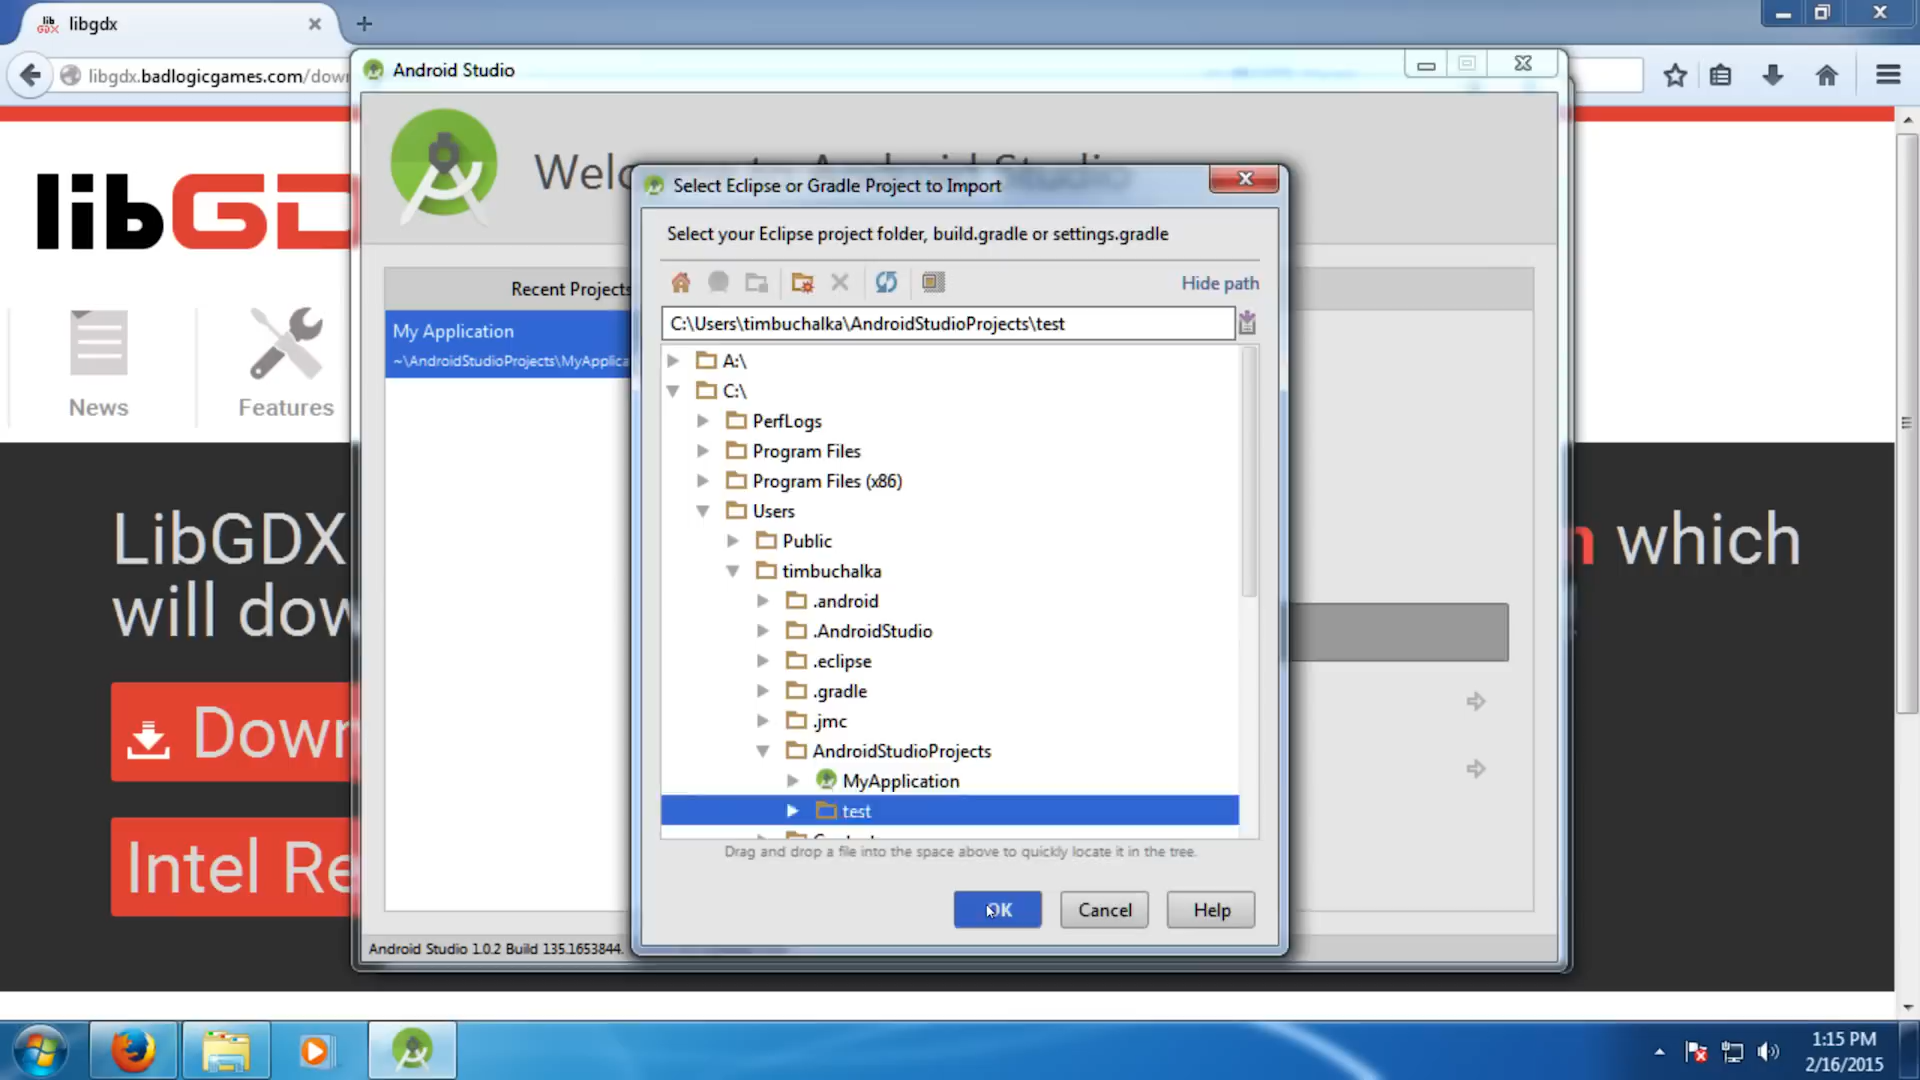 libgdx
libgdx.badlogicgames.com/dow
Android Studio
libGD
Select Eclipse or Gradle Project to Import
Select your Eclipse project folder, build.gradle or settings.gradle
Hide path
Recent Projects
C:\Users\timbuchalka\AndroidStudioProjects\test
My Application
~\AndroidStudioProjects\MyApplica
A:\
C:\
PerfLogs
Program Files
Program Files (x86)
Users
Public
timbuchalka
.android
.AndroidStudio
.eclipse
.gradle
.jmc
AndroidStudioProjects
MyApplication
test
Drag and drop a file into the space above to quickly locate it in the tree.
OK Cancel Help
News Features
LibGDX which
will dow
Down
Intel Re
Android Studio 1.0.2 Build 135.1653844.
1:15 PM
2/16/2015